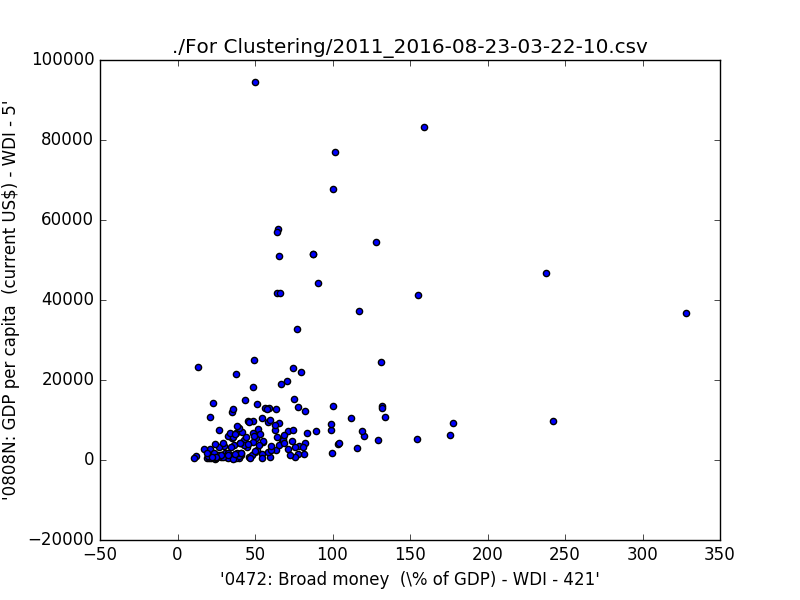 ./For Clustering/2011_2016-08-23-03-22-10.csv
100000
80000
60000
40000
20000
0
−20000
'0808N: GDP per capita  (current US$) - WDI - 5'
−50 0 50 100 150 200 250 300 350
'0472: Broad money  (\% of GDP) - WDI - 421'